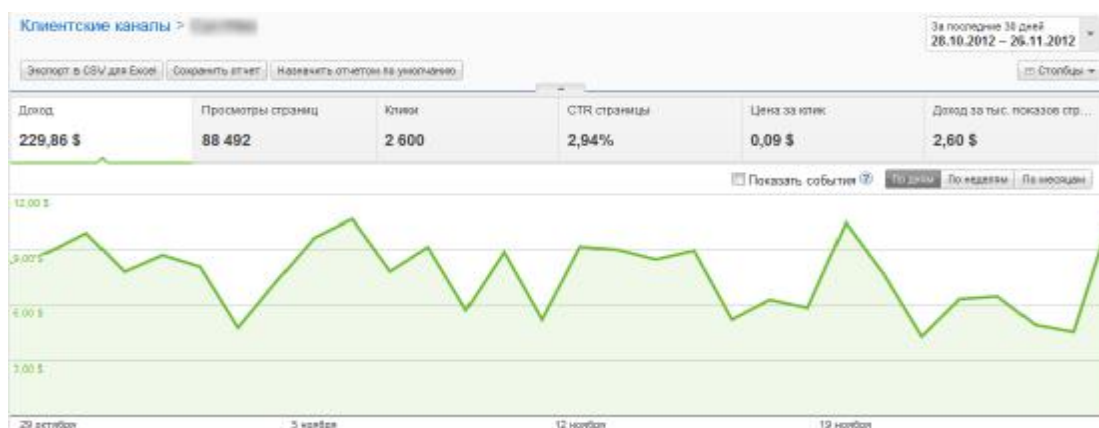 Клиентские каналы >
За последние 30 дней
28.10.2012 – 26.11.2012
Экспорт в CSV для Excel Сохранить отчет Назначить отчетом по умолчанию
Столбцы
Доход Просмотры страниц Клики CTR страницы Цена за клик Доход за тыс. показов стр...
229,86 $ 88 492 2 600 2,94% 0,09 $ 2,60 $
Показать события ? По дням По неделям По месяцам
12,00 $
9,00 $
6,00 $
3,00 $
29 октября 5 ноября 12 ноября 19 ноября